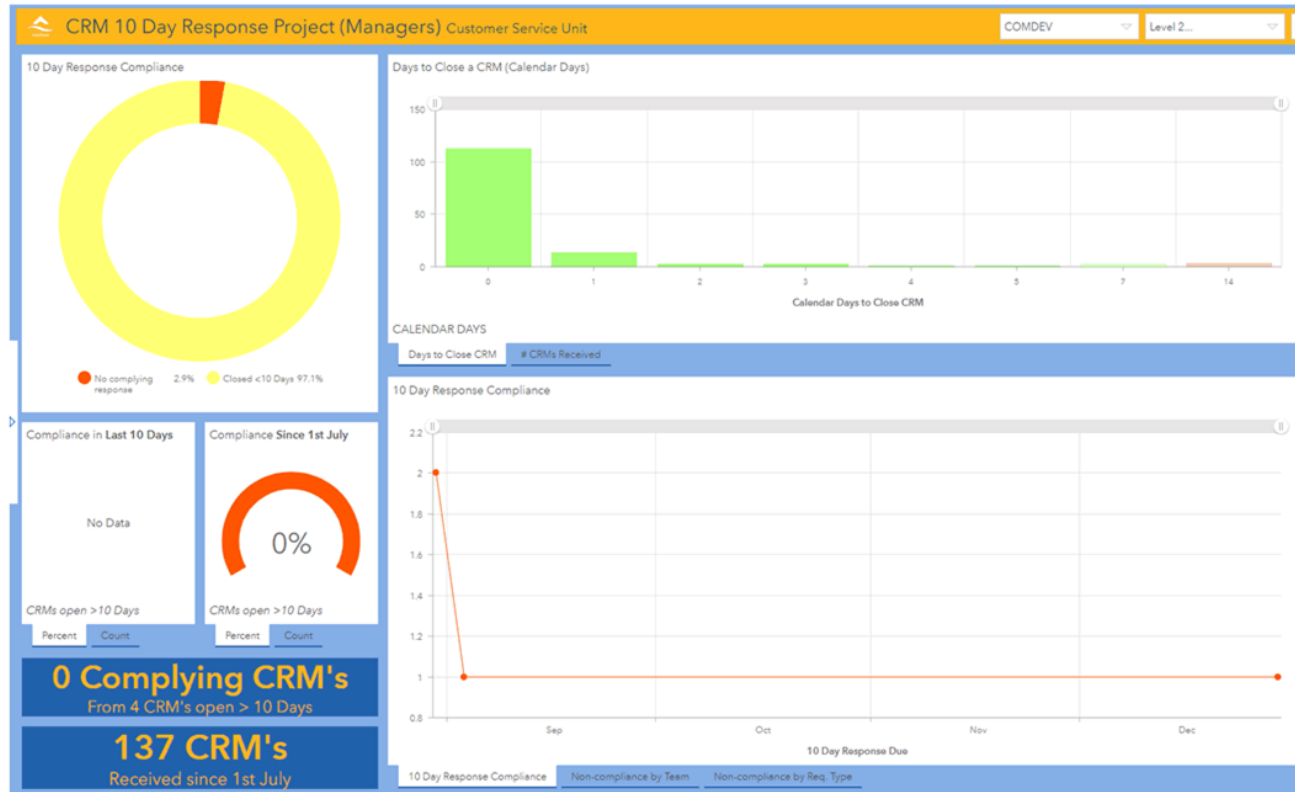 CRM 10 Day Response Project (Managers) Customer Service Unit
COMDEV
Level 2...
10 Day Response Compliance
No complying response 2.9%
Closed <10 Days 97.1%
Compliance in Last 10 Days
No Data
CRMs open >10 Days
Percent Count
Compliance Since 1st July
0%
CRMs open >10 Days
Percent Count
0 Complying CRM's
From 4 CRM's open > 10 Days
137 CRM's
Received since 1st July
Days to Close a CRM (Calendar Days)
150
100
50
0
0 1 2 3 4 5 7 14
Calendar Days to Close CRM
CALENDAR DAYS
Days to Close CRM # CRMs Received
10 Day Response Compliance
2.2
2
1.8
1.6
1.4
1.2
1
0.8
Sep Oct Nov Dec
10 Day Response Due
10 Day Response Compliance Non-compliance by Team Non-compliance by Req. Type